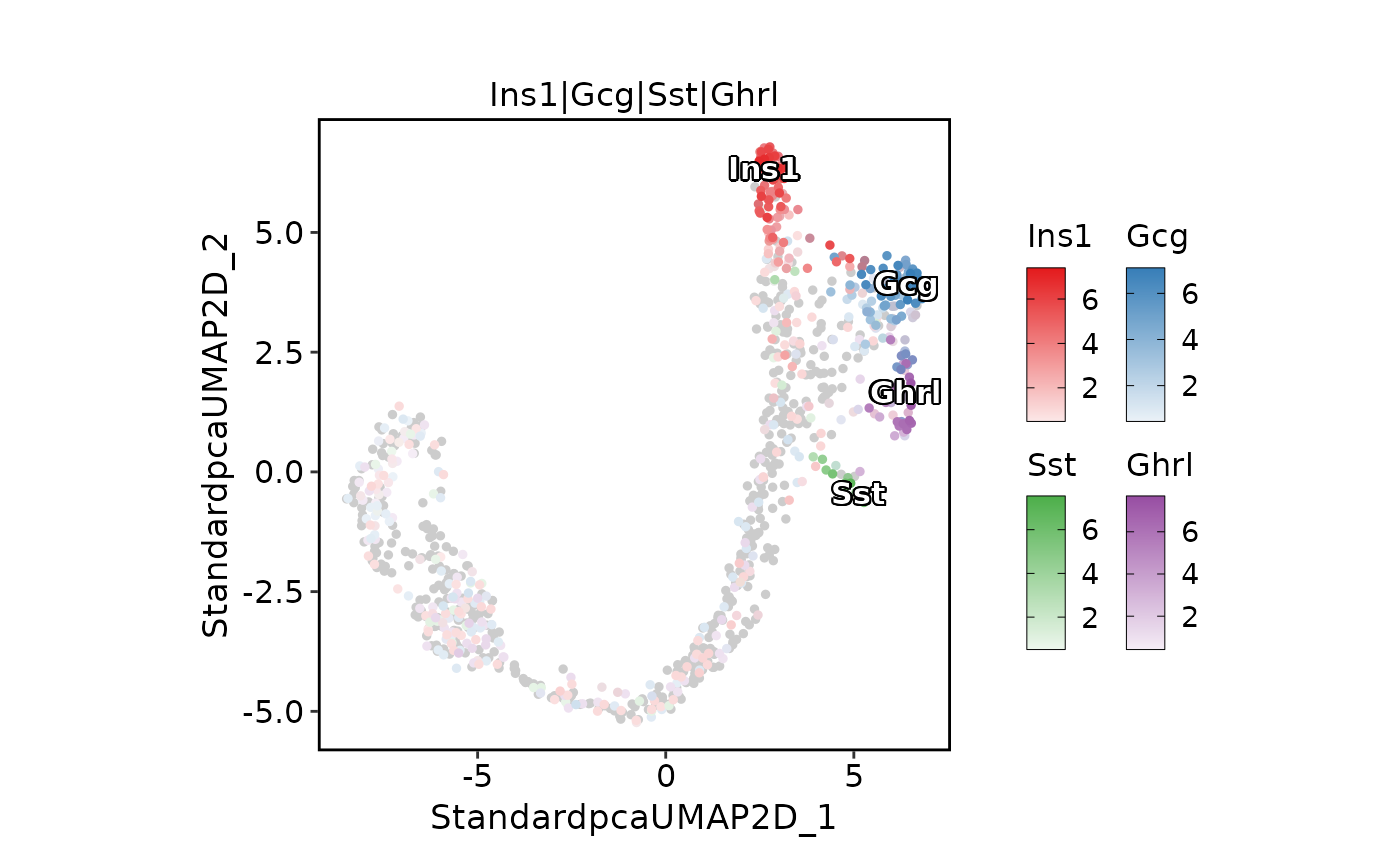 Ins1|Gcg|Sst|Ghrl
StandardpcaUMAP2D_2
5.0
2.5
0.0
-2.5
-5.0
Ins1
Gcg
Ghrl
Sst
-5 0 5
StandardpcaUMAP2D_1
Ins1 Gcg
6 6
4 4
2 2
Sst Ghrl
6 6
4 4
2 2